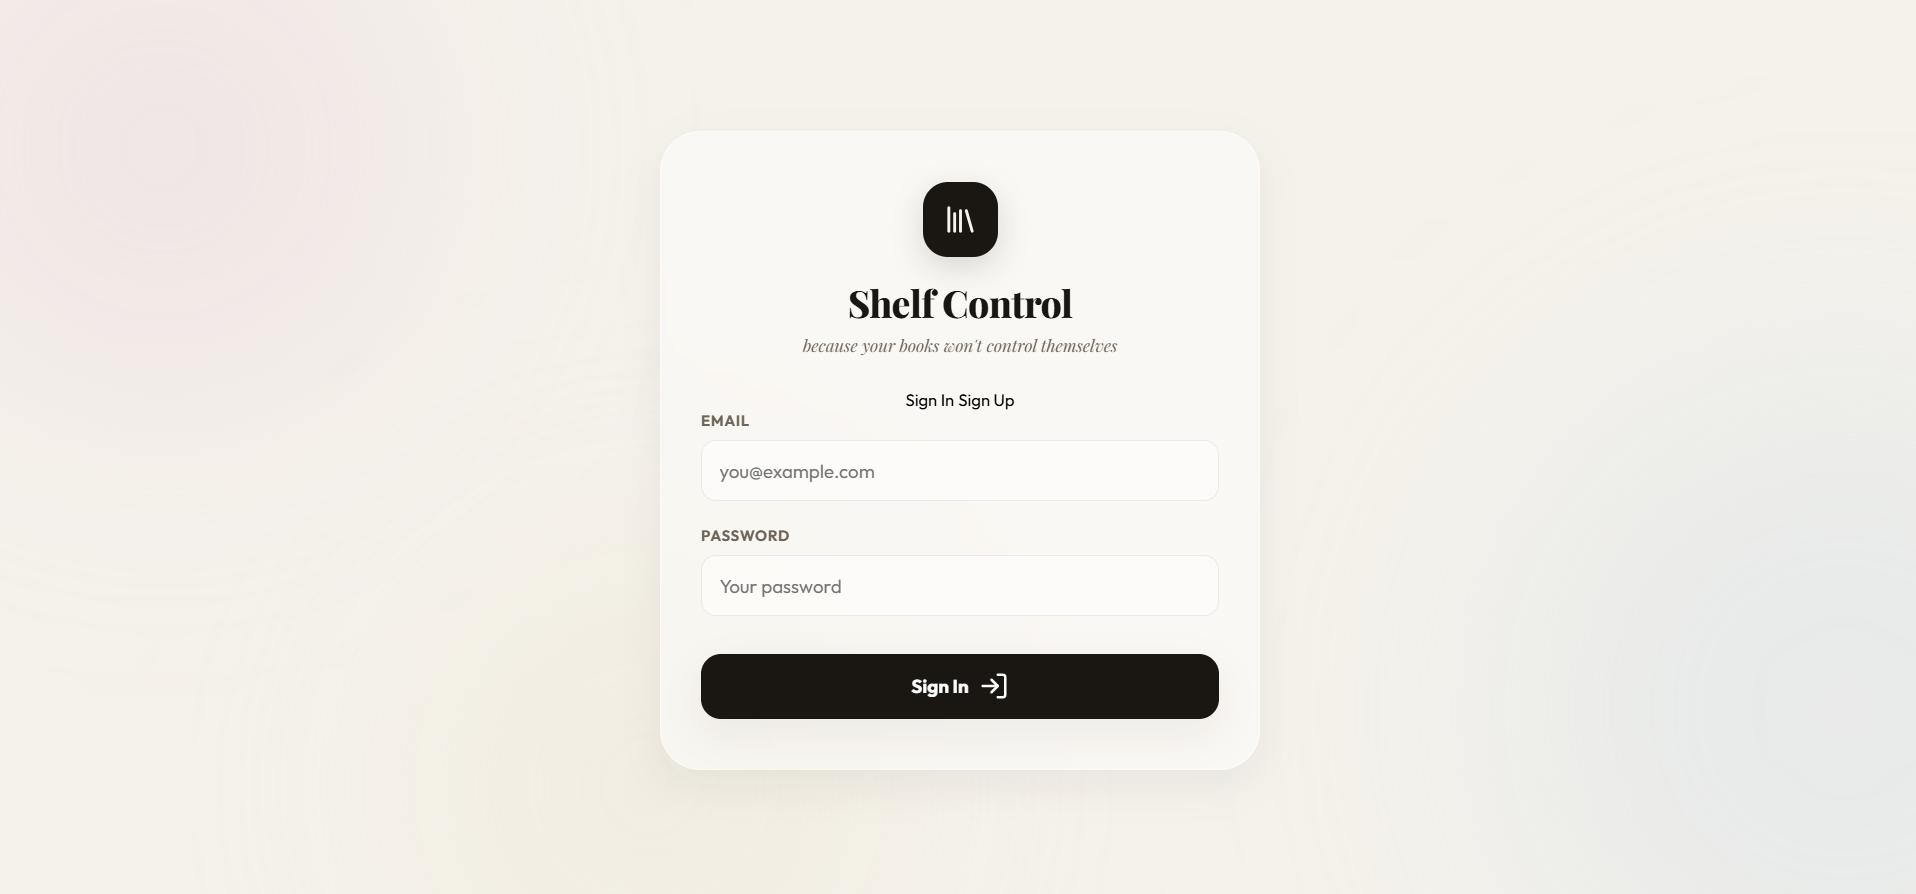 Shelf Control
because your books won't control themselves
Sign In Sign Up
EMAIL
you@example.com
PASSWORD
Your password
Sign In